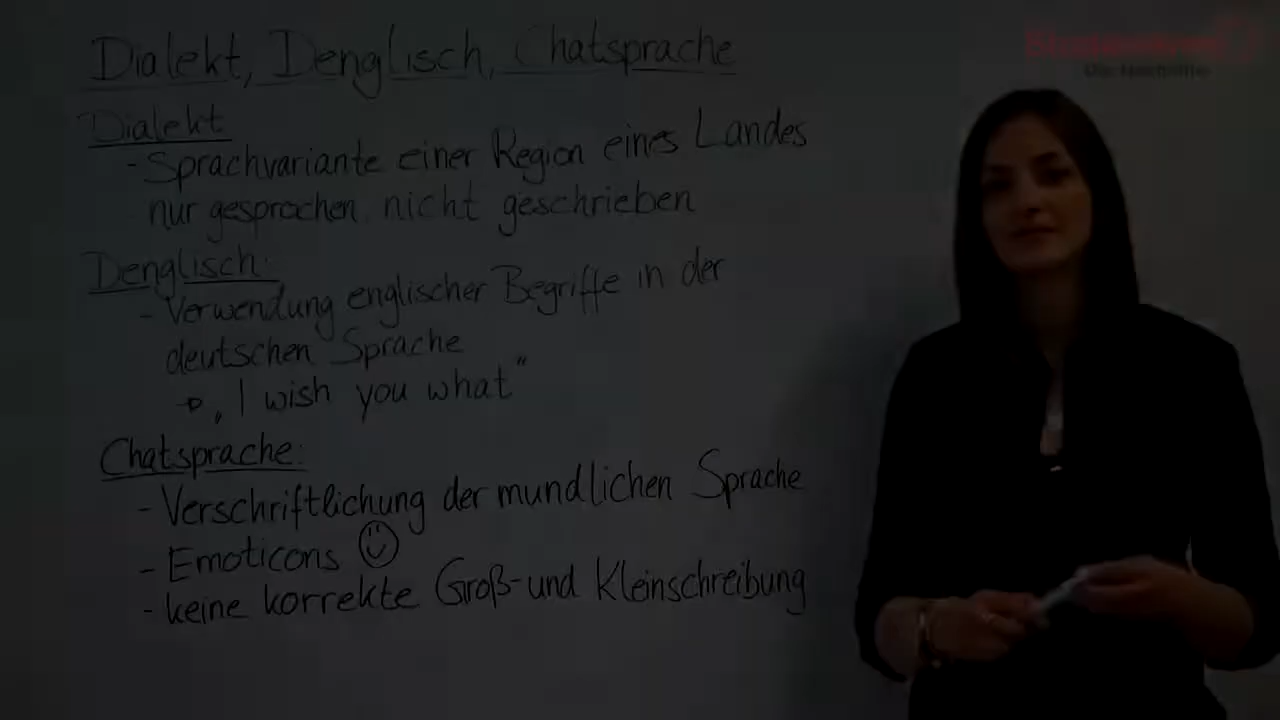 Dialekt, Denglisch, Chatsprache
Dialekt
- Sprachvariante einer Region eines Landes
nur gesprochen nicht geschrieben
Denglisch:
- Verwendung englischer Begriffe in der
deutschen Sprache
→ „I wish you what"
Chatsprache:
- Verschriftlichung der mundlichen Sprache
- Emoticons
- keine korrekte Groß- und Kleinschreibung